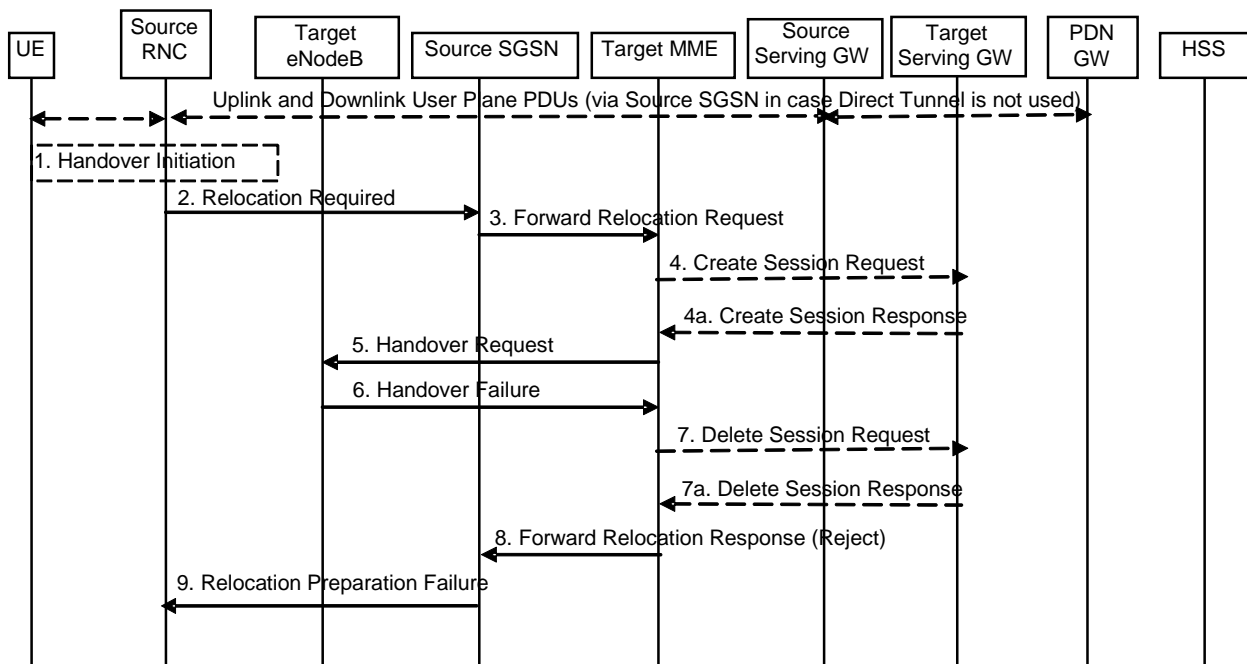 UE
Source
RNC
Target
eNodeB
Source SGSN
Target MME
Source
Serving GW
Target
Serving GW
PDN
GW
HSS
Uplink and Downlink User Plane PDUs (via Source SGSN in case Direct Tunnel is not used)
1. Handover Initiation
2. Relocation Required
3. Forward Relocation Request
4. Create Session Request
4a. Create Session Response
5. Handover Request
6. Handover Failure
7. Delete Session Request
7a. Delete Session Response
8. Forward Relocation Response (Reject)
9. Relocation Preparation Failure